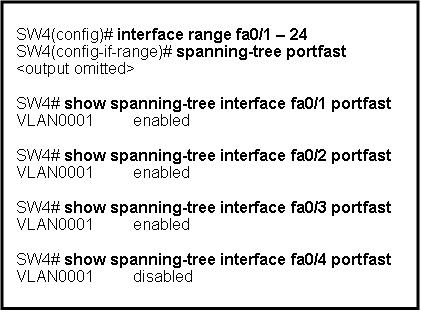 SW4(config)# interface range fa0/1 – 24
SW4(config-if-range)# spanning-tree portfast
<output omitted>
SW4# show spanning-tree interface fa0/1 portfast
VLAN0001 enabled
SW4# show spanning-tree interface fa0/2 portfast
VLAN0001 enabled
SW4# show spanning-tree interface fa0/3 portfast
VLAN0001 enabled
SW4# show spanning-tree interface fa0/4 portfast
VLAN0001 disabled